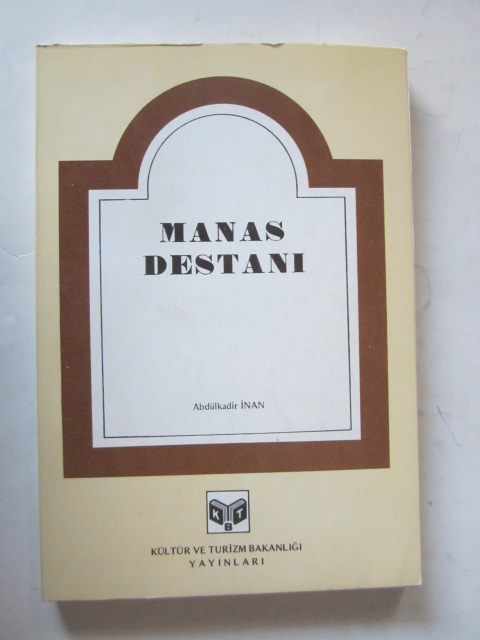 MANAS
DESTANI
Abdülkadir İNAN
K B T
KÜLTÜR VE TURİZM BAKANLIĞI
YAYINLARI